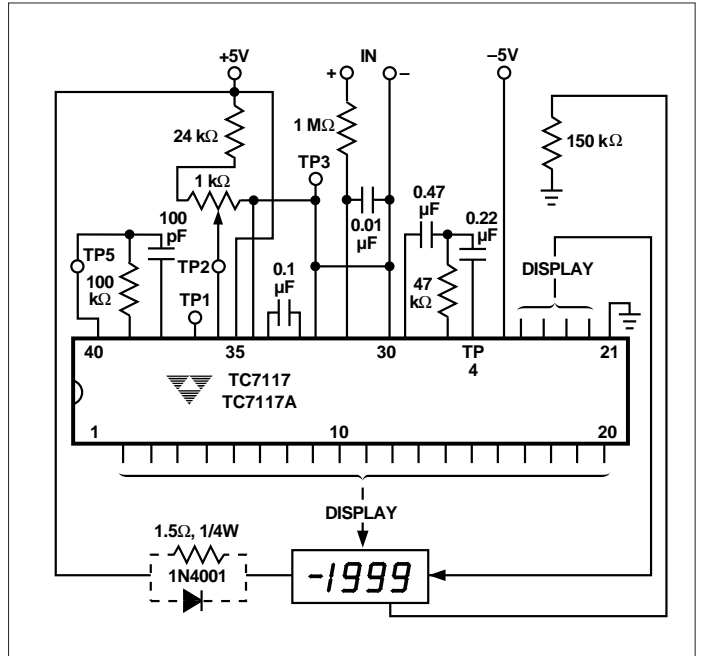 +5V
+ IN –
–5V
24 kΩ
1 MΩ
150 kΩ
TP3
1 kΩ
0.47 µF
0.22 µF
100 pF
0.01 µF
TP5
100 kΩ
TP2
0.1 µF
47 kΩ
DISPLAY
TP1
40
35
30
TP 4
21
TC7117
TC7117A
1
10
20
DISPLAY
1.5Ω, 1/4W
1N4001
-1999